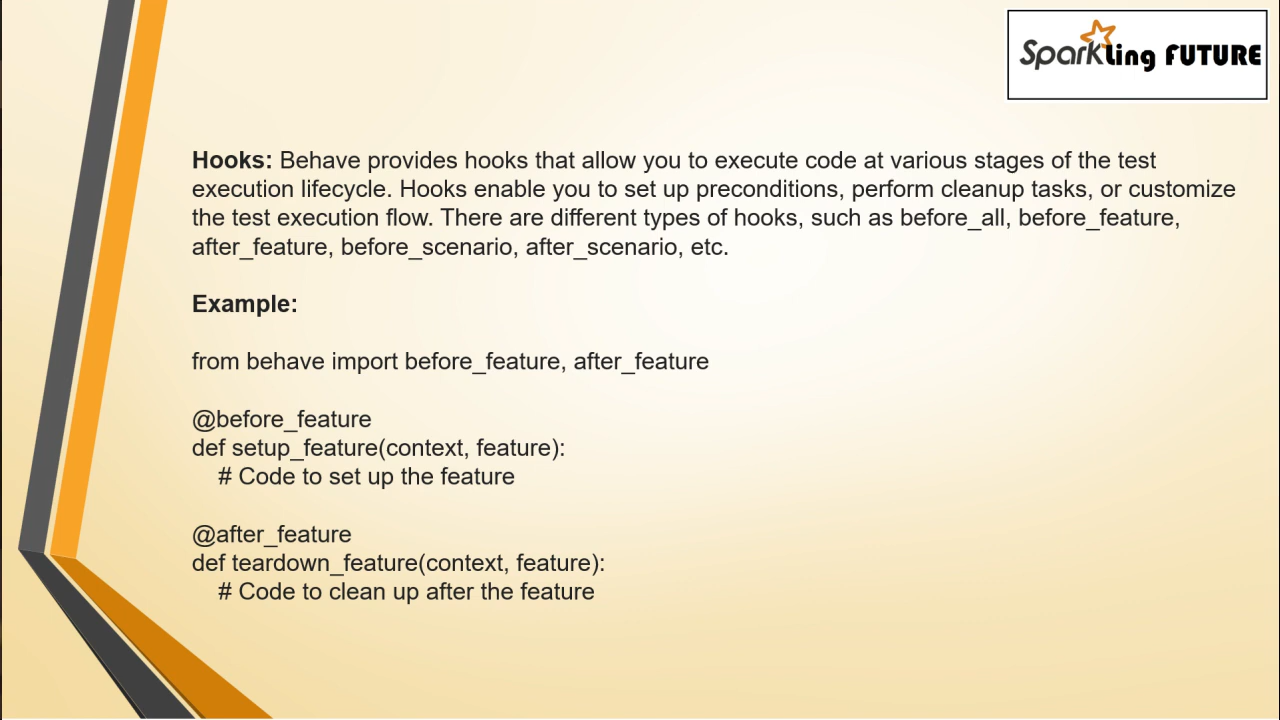 Sparkling FUTURE
Hooks: Behave provides hooks that allow you to execute code at various stages of the test
execution lifecycle. Hooks enable you to set up preconditions, perform cleanup tasks, or customize
the test execution flow. There are different types of hooks, such as before_all, before_feature,
after_feature, before_scenario, after_scenario, etc.
Example:
from behave import before_feature, after_feature
@before_feature
def setup_feature(context, feature):
# Code to set up the feature
@after_feature
def teardown_feature(context, feature):
# Code to clean up after the feature